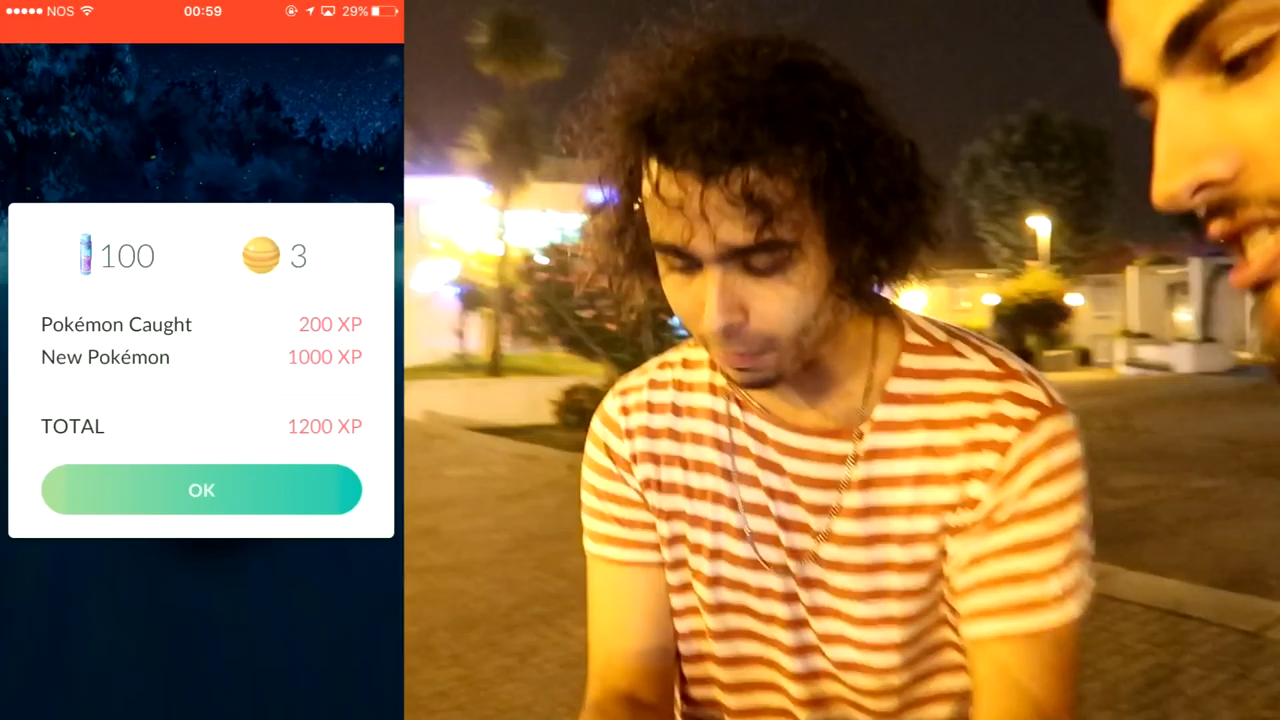 NOS 00:59 29%
100 3
Pokémon Caught 200 XP
New Pokémon 1000 XP
TOTAL 1200 XP
OK